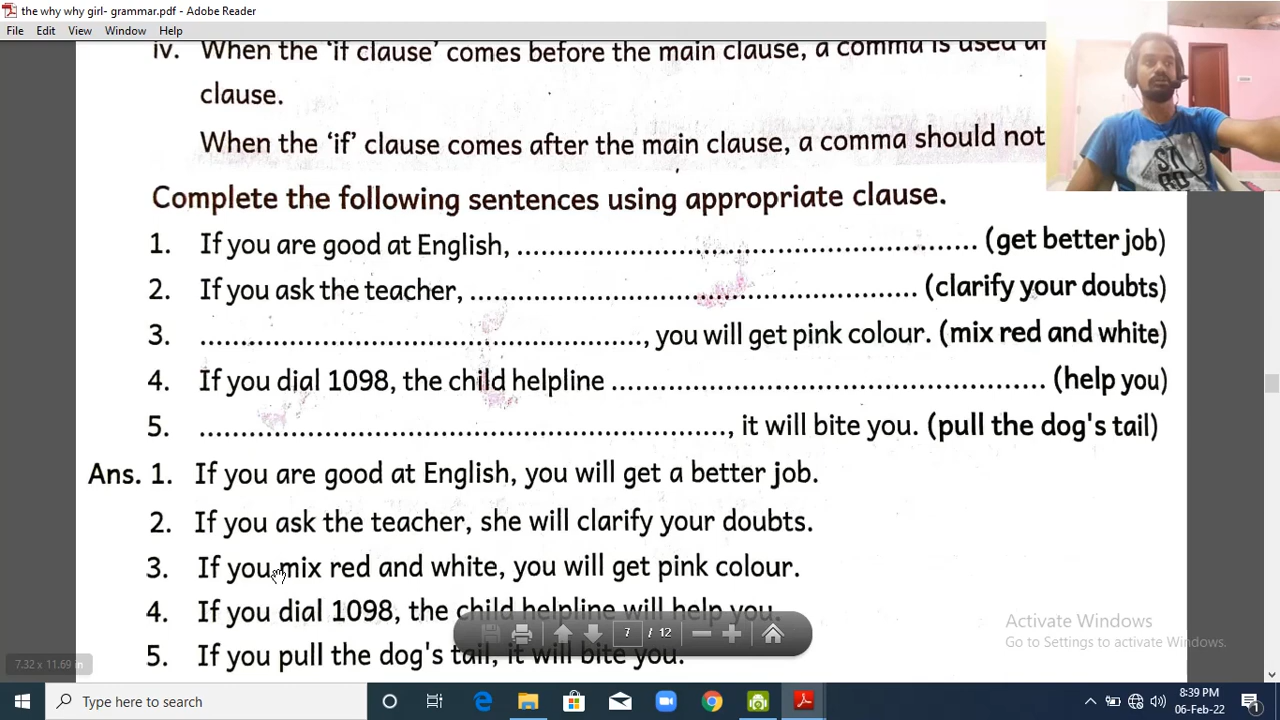 the why why girl- grammar.pdf - Adobe Reader
File Edit View Window Help
iv. When the 'if clause' comes before the main clause, a comma is used
clause.
When the 'if' clause comes after the main clause, a comma should not
Complete the following sentences using appropriate clause.
1. If you are good at English, .................................................... (get better job)
2. If you ask the teacher, .................................................... (clarify your doubts)
3. ...................................................., you will get pink colour. (mix red and white)
4. If you dial 1098, the child helpline .................................................... (help you)
5. ...................................................., it will bite you. (pull the dog's tail)
Ans. 1. If you are good at English, you will get a better job.
2. If you ask the teacher, she will clarify your doubts.
3. If you mix red and white, you will get pink colour.
4. If you dial 1098, the child helpline will help you.
5. If you pull the dog's tail, it will bite you.
7 / 12
Activate Windows
Go to Settings to activate Windows.
7.32 x 11.69 in
Type here to search
8:39 PM
06-Feb-22